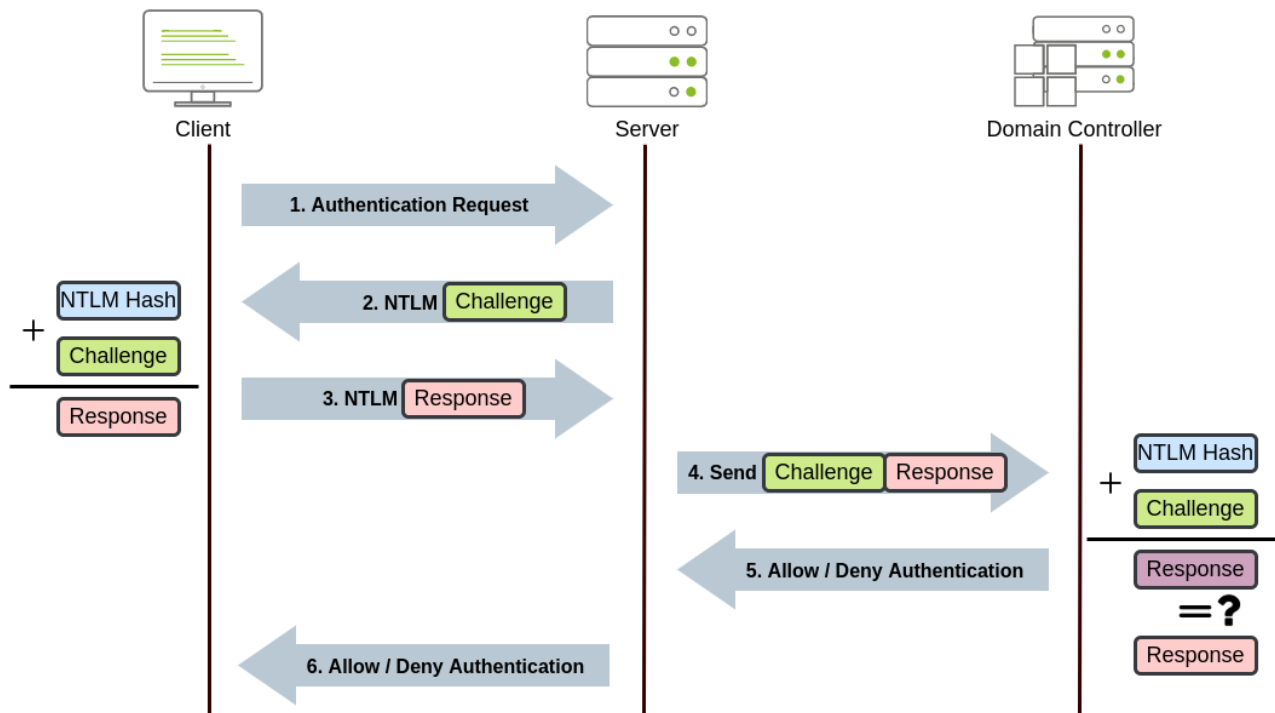 Client
Server
Domain Controller
1. Authentication Request
2. NTLM Challenge
NTLM Hash
+
Challenge
Response
3. NTLM Response
4. Send Challenge Response
NTLM Hash
+
Challenge
Response
=?
Response
5. Allow / Deny Authentication
6. Allow / Deny Authentication